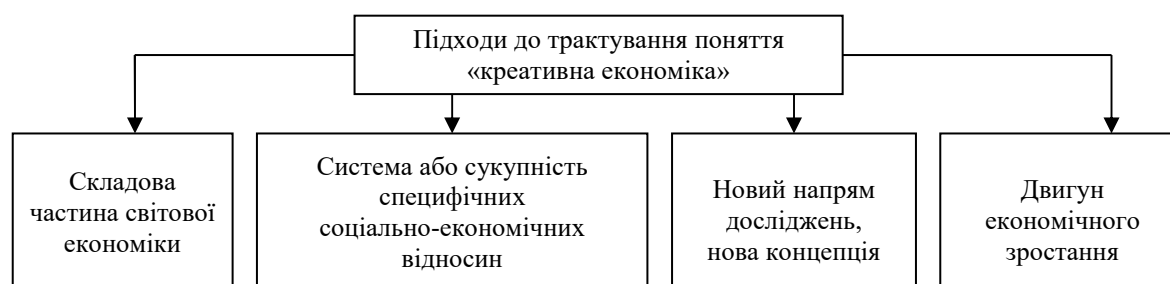 Підходи до трактування поняття
«креативна економіка»
Складова
частина світової
економіки
Система або сукупність
специфічних
соціально-економічних
відносин
Новий напрям
досліджень,
нова концепція
Двигун
економічного
зростання